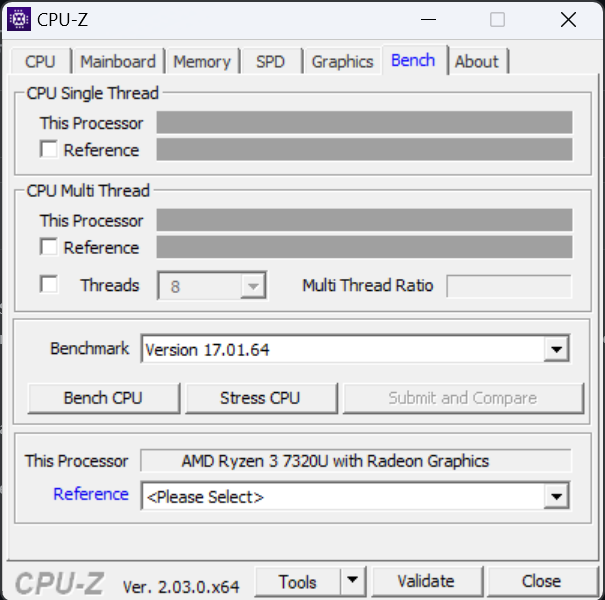 CPU-Z
CPU Mainboard Memory SPD Graphics Bench About
CPU Single Thread
This Processor
Reference
CPU Multi Thread
This Processor
Reference
Threads 8 Multi Thread Ratio
Benchmark Version 17.01.64
Bench CPU Stress CPU Submit and Compare
This Processor AMD Ryzen 3 7320U with Radeon Graphics
Reference <Please Select>
CPU-Z Ver. 2.03.0.x64 Tools Validate Close